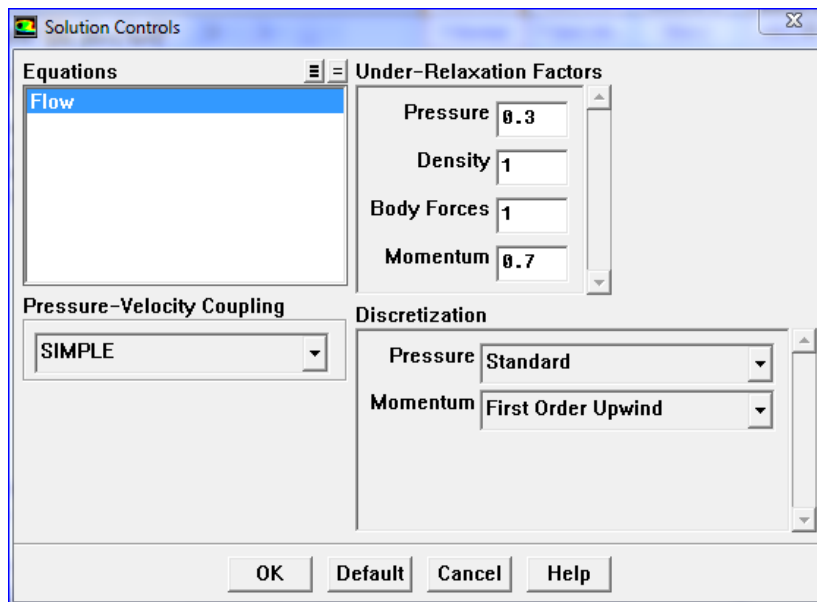 Solution Controls
Equations
Flow
Pressure-Velocity Coupling
SIMPLE
Under-Relaxation Factors
Pressure 0.3
Density 1
Body Forces 1
Momentum 0.7
Discretization
Pressure Standard
Momentum First Order Upwind
OK Default Cancel Help